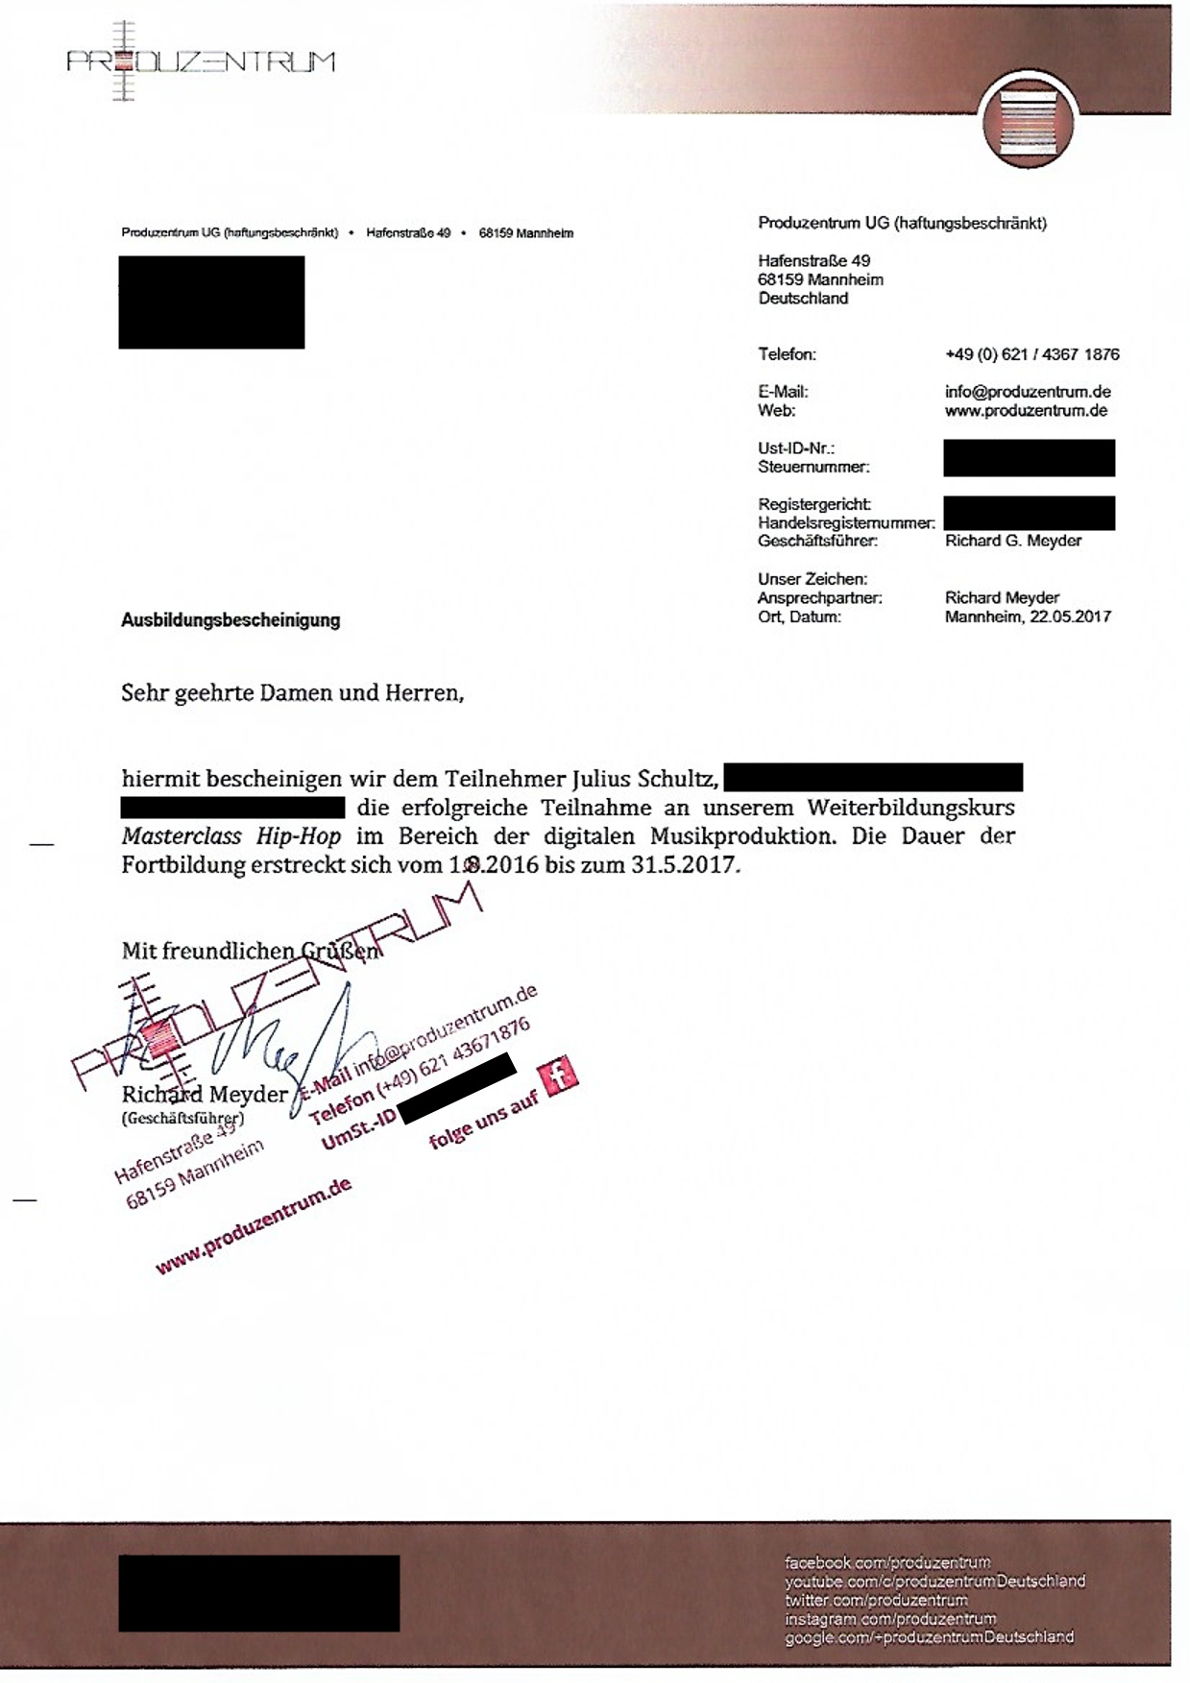 PRODUZENTRUM
Produzentrum UG (haftungsbeschränkt) • Hafenstraße 49 • 68159 Mannheim
Produzentrum UG (haftungsbeschränkt)
Hafenstraße 49
68159 Mannheim
Deutschland
Telefon: +49 (0) 621 / 4367 1876
E-Mail: info@produzentrum.de
Web: www.produzentrum.de
Ust-ID-Nr.:
Steuernummer:
Registergericht:
Handelsregisternummer:
Geschäftsführer: Richard G. Meyder
Unser Zeichen:
Ansprechpartner: Richard Meyder
Ort, Datum: Mannheim, 22.05.2017
Ausbildungsbescheinigung
Sehr geehrte Damen und Herren,
hiermit bescheinigen wir dem Teilnehmer Julius Schultz,
die erfolgreiche Teilnahme an unserem Weiterbildungskurs
Masterclass Hip-Hop im Bereich der digitalen Musikproduktion. Die Dauer der
Fortbildung erstreckt sich vom 1.8.2016 bis zum 31.5.2017.
Mit freundlichen Grüßen
PRODUZENTRUM
Richard Meyder
(Geschäftsführer)
Hafenstraße 49
68159 Mannheim
E-Mail info@produzentrum.de
Telefon (+49) 621 43671876
UmSt.-ID
folge uns auf f
www.produzentrum.de
facebook.com/produzentrum
youtube.com/c/produzentrumDeutschland
twitter.com/produzentrum
instagram.com/produzentrum
google.com/+produzentrumDeutschland